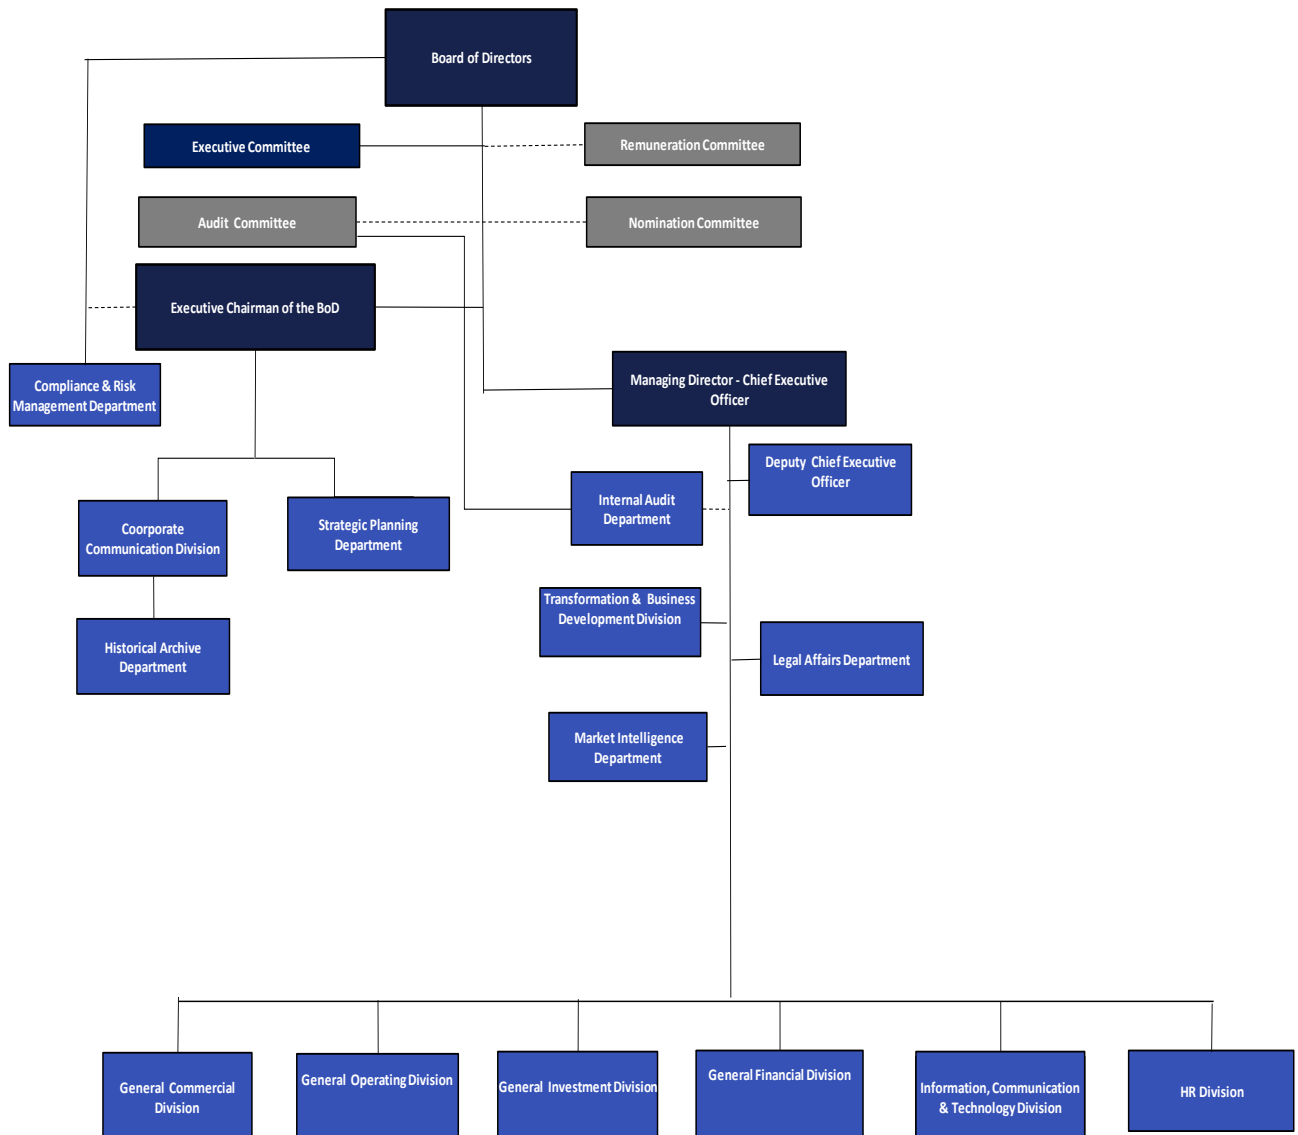 Board of Directors
Executive Committee
Remuneration Committee
Audit Committee
Nomination Committee
Executive Chairman of the BoD
Compliance & Risk
Management Department
Managing Director - Chief Executive
Officer
Deputy Chief Executive
Officer
Internal Audit
Department
Coorporate
Communication Division
Strategic Planning
Department
Transformation & Business
Development Division
Historical Archive
Department
Legal Affairs Department
Market Intelligence
Department
General Commercial
Division
General Operating Division
General Investment Division
General Financial Division
Information, Communication
& Technology Division
HR Division